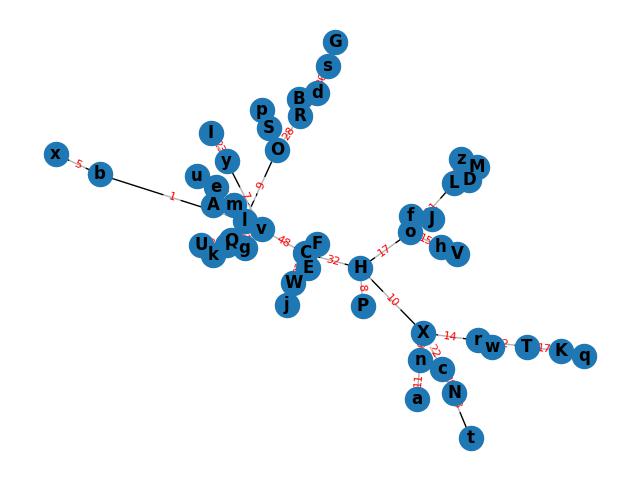 G
s
d
B
R
p
S
28
O
I
y
z
M
D
L
x
5
b
1
u
e
A
m
9
l
v
f
J
o
15
h
V
17
U
k
Q
g
48
F
C
E
32
H
W
j
8
P
10
X
14
r
w
T
17
K
q
22
n
c
11
a
N
t